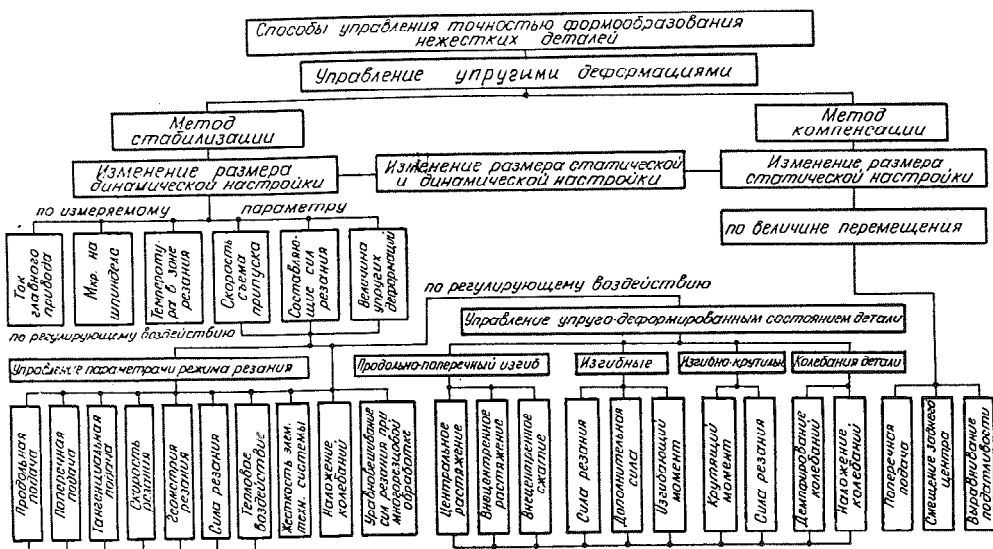 Способы управления точностью формообразования
нежестких деталей
Управление упругими деформациями
Метод
стабилизации
Метод
компенсации
Изменение размера
динамической настройки
Изменение размера статической
и динамической настройки
Изменение размера
статической настройки
по измеряемому параметру
по величине перемещения
Ток
главного
привода
Мкр. на
шпинделе
Температу-
ра в зоне
резания
Скорость
съема
припуска
Составляю-
щие сил
резания
Величина
упругих
деформаций
по регулирующему воздействию
по регулирующему воздействию
Управление упруго-деформированным состоянием детали
Управление параметрами режима резания
Продольно-поперечный изгиб
Изгибные
Изгибно-крутильн
Колебания детали
Продольная
подача
Поперечная
подача
Тангенциальная
подача
Скорость
резания
Геометрия
резания
Сила резания
Тепловое
воздействие
Жесткость элем.
техн. системы
Наложение
колебаний
Уравновешивание
сил резания при
многорезцовой
обработке
Центральное
растяжение
Внецентренное
растяжение
Внецентренное
сжатие
Сила резания
Дополнительная
сила
Изгибающий
момент
Крутящий
момент
Сила резания
Демпфирование
колебаний
Наложение
колебаний
Поперечная
подача
Смещение заднего
центра
Выравнивание
податливости